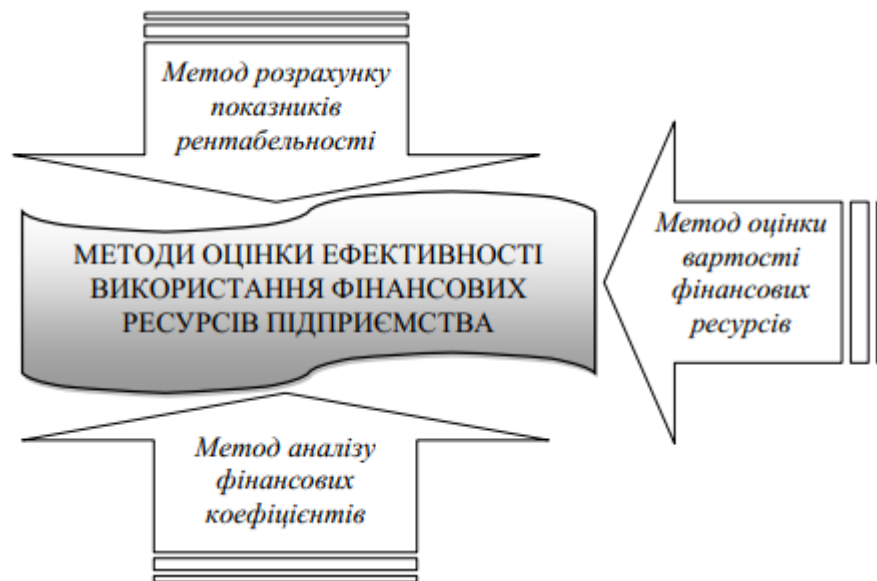 Метод розрахунку
показників
рентабельності
МЕТОДИ ОЦІНКИ ЕФЕКТИВНОСТІ
ВИКОРИСТАННЯ ФІНАНСОВИХ
РЕСУРСІВ ПІДПРИЄМСТВА
Метод оцінки
вартості
фінансових
ресурсів
Метод аналізу
фінансових
коефіцієнтів